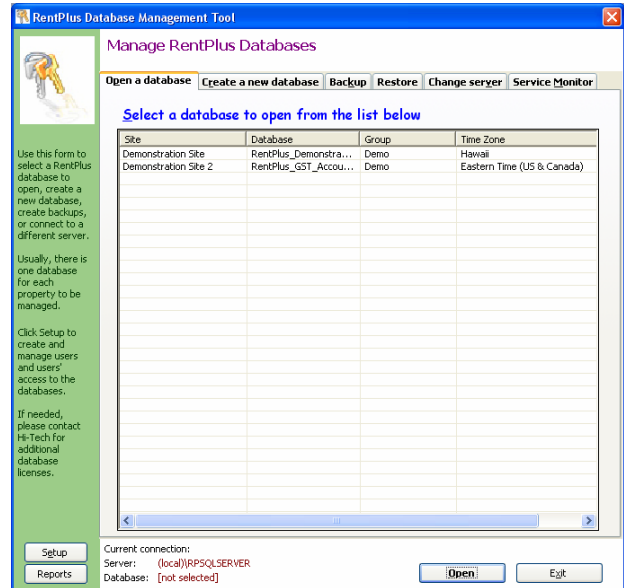 RentPlus Database Management Tool
Manage RentPlus Databases
Open a database Create a new database Backup Restore Change server Service Monitor
Select a database to open from the list below
Site Database Group Time Zone
Demonstration Site RentPlus_Demonstra... Demo Hawaii
Demonstration Site 2 RentPlus_GST_Accou... Demo Eastern Time (US & Canada)
Use this form to
select a RentPlus
database to
open, create a
new database,
create backups,
or connect to a
different server.
Usually, there is
one database
for each
property to be
managed.
Click Setup to
create and
manage users
and users'
access to the
databases.
If needed,
please contact
Hi-Tech for
additional
database
licenses.
Setup
Reports
Current connection:
Server: (local)\RPSQLSERVER
Database: [not selected]
Open Exit